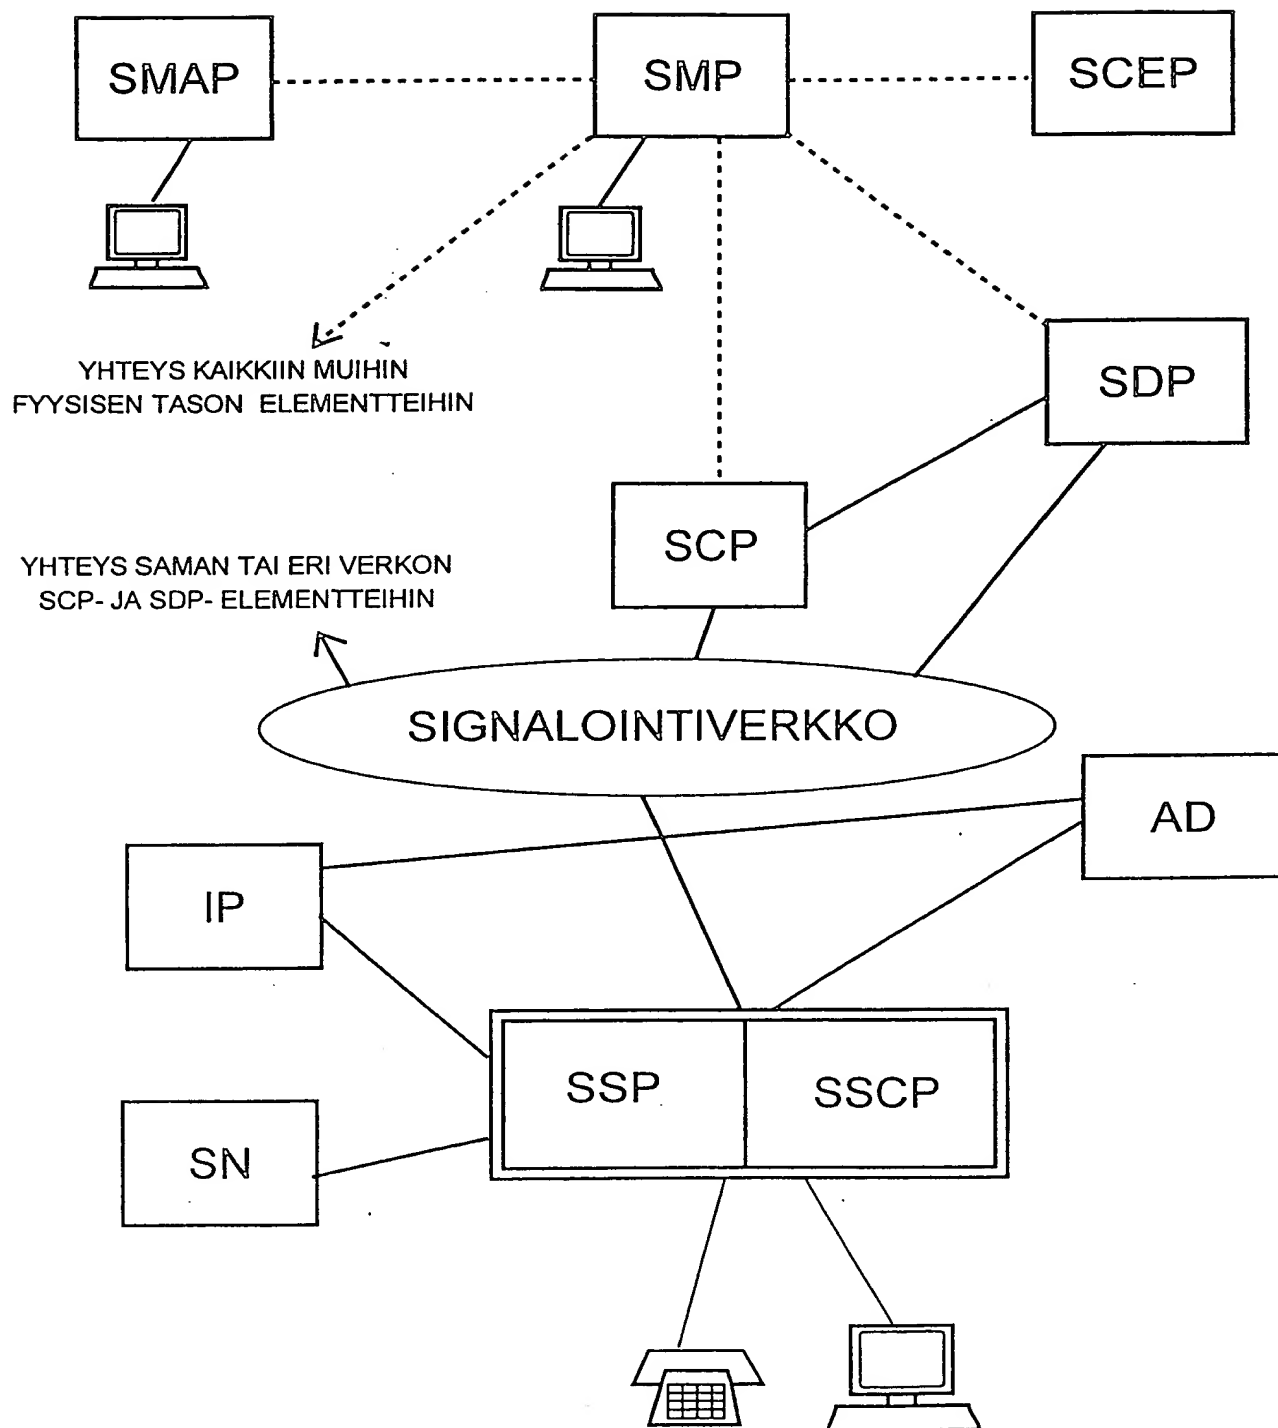 SMAP
SMP
SCEP
YHTEYS KAIKKIIN MUIHIN
FYYSISEN TASON ELEMENTTEIHIN
SDP
SCP
YHTEYS SAMAN TAI ERI VERKON
SCP- JA SDP- ELEMENTTEIHIN
SIGNALOINTIVERKKO
AD
IP
SSP
SSCP
SN